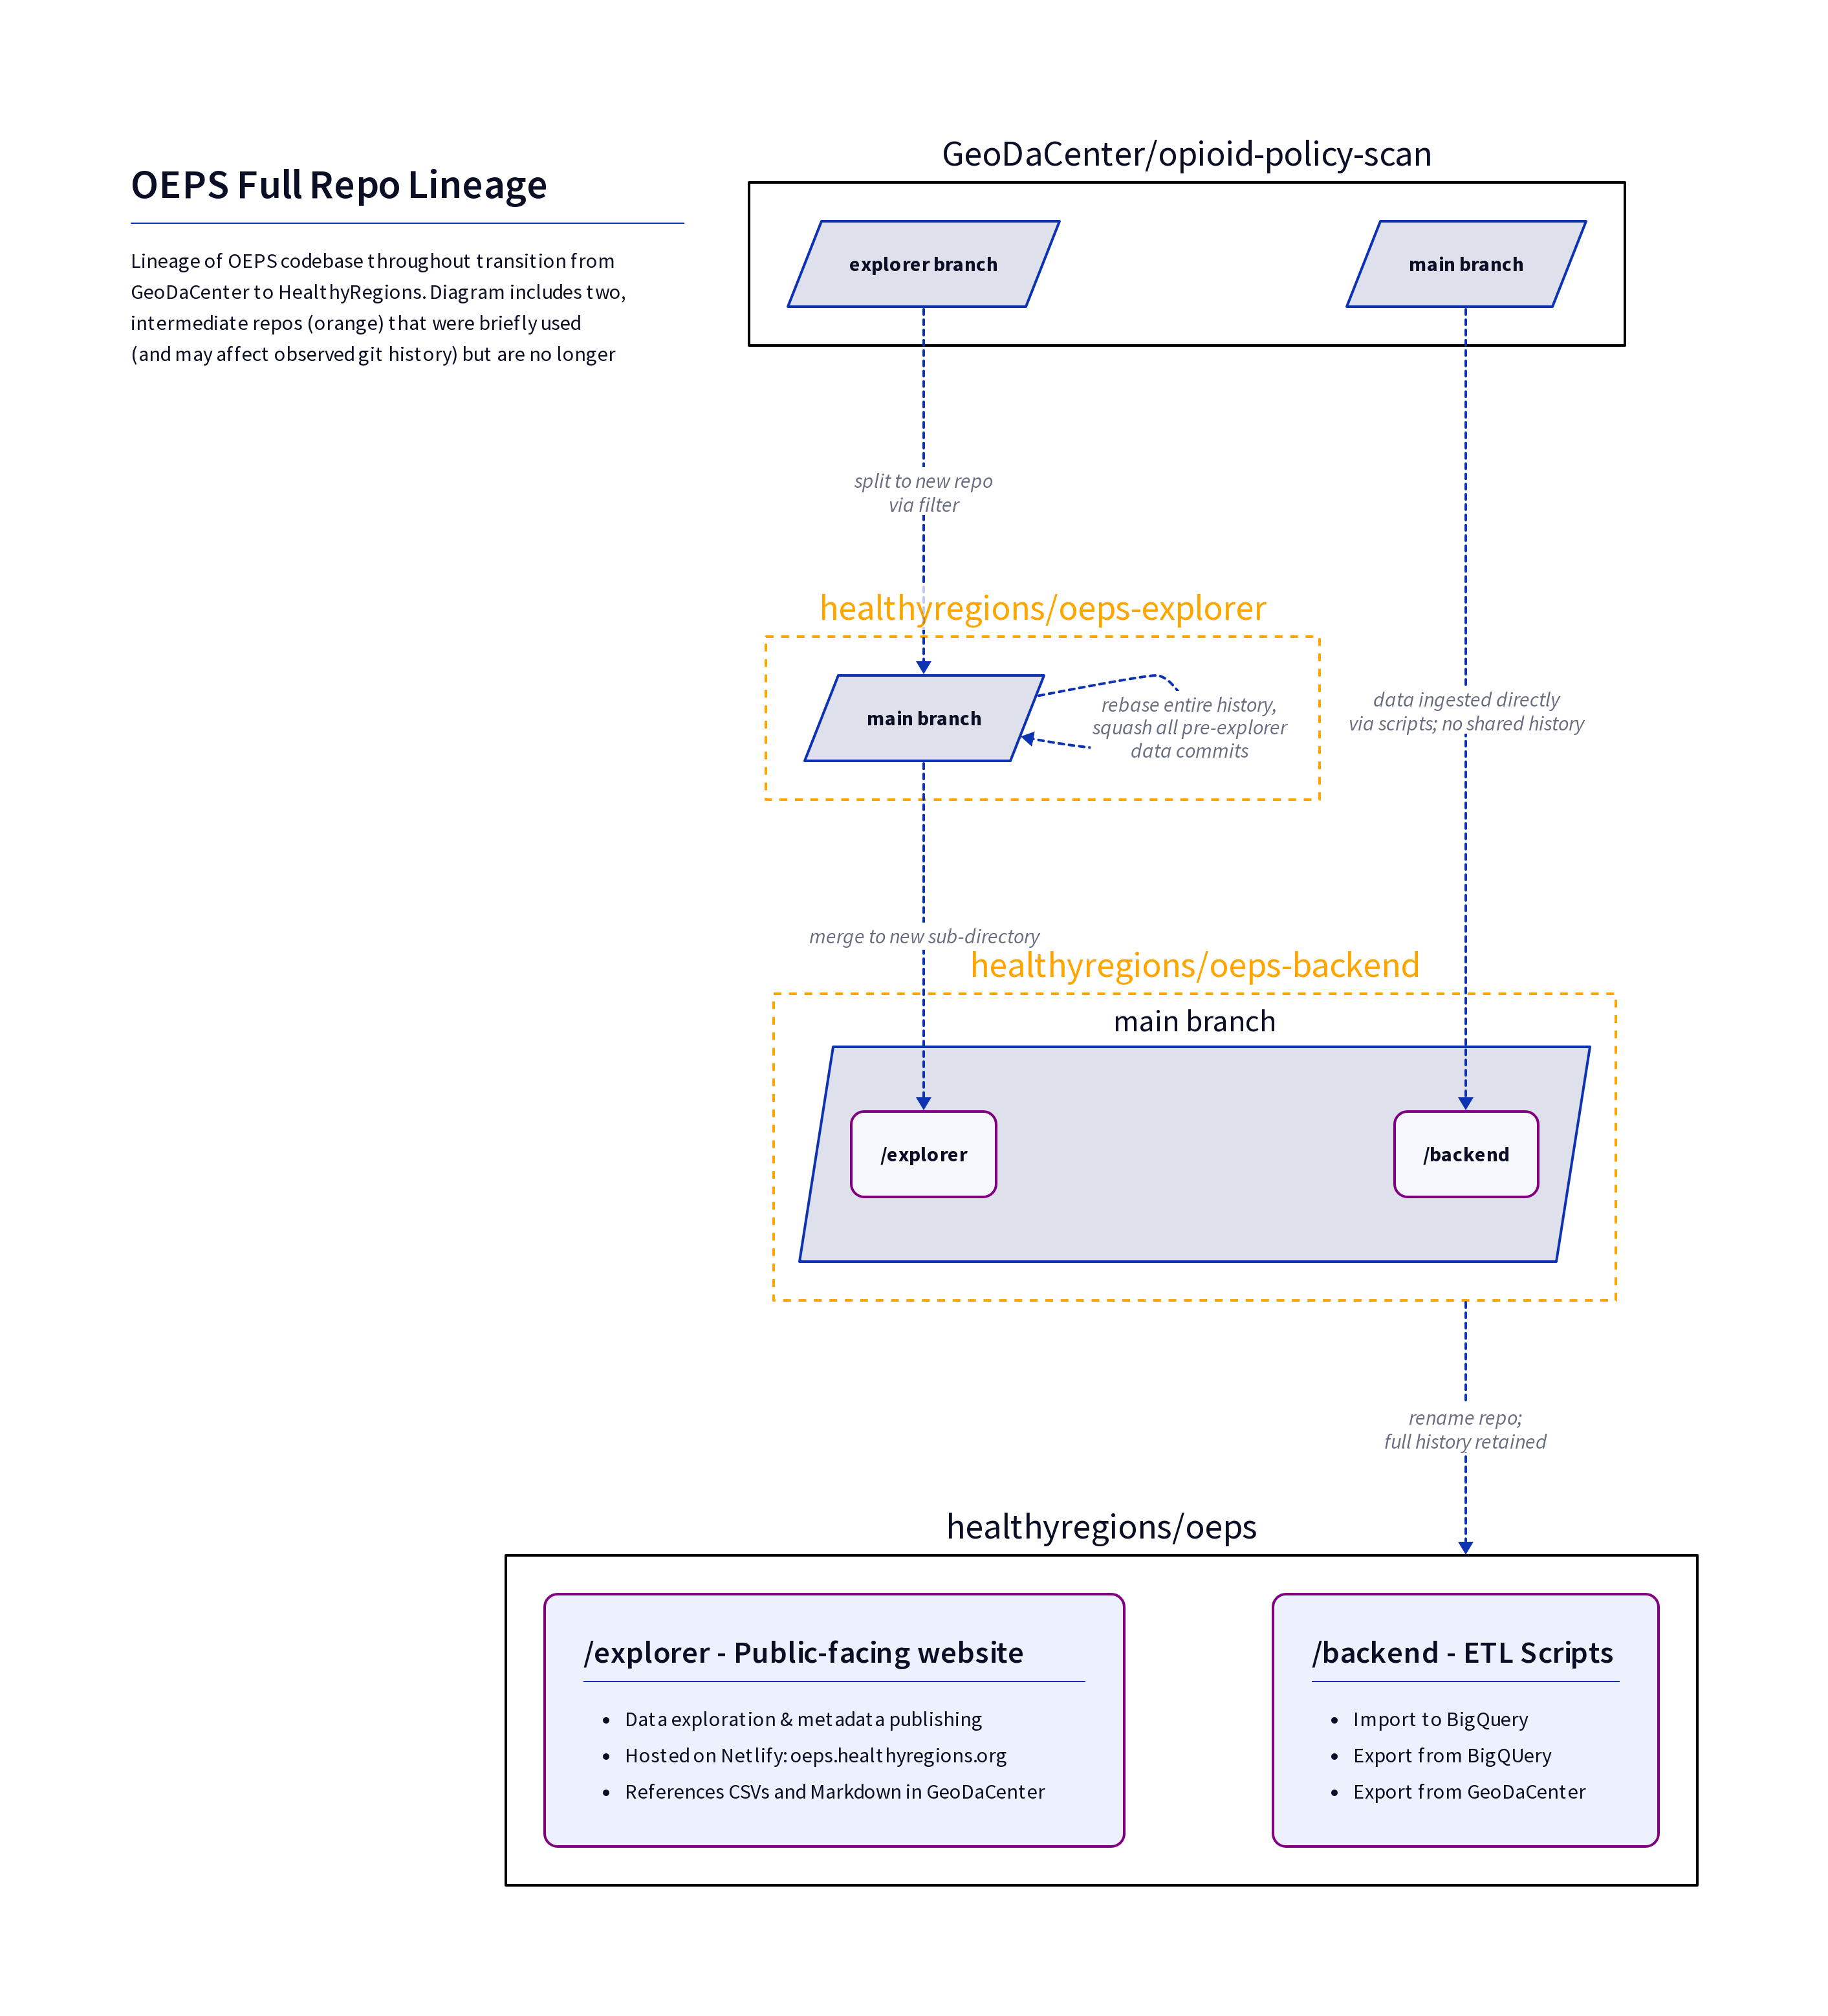 OEPS Full Repo Lineage
Lineage of OEPS codebase throughout transition from
GeoDaCenter to HealthyRegions. Diagram includes two,
intermediate repos (orange) that were briefly used
(and may affect observed git history) but are no longer
GeoDaCenter/opioid-policy-scan
explorer branch
main branch
split to new repo
via filter
healthyregions/oeps-explorer
main branch
rebase entire history,
squash all pre-explorer
data commits
data ingested directly
via scripts; no shared history
merge to new sub-directory
healthyregions/oeps-backend
main branch
/explorer
/backend
rename repo;
full history retained
healthyregions/oeps
/explorer - Public-facing website
• Data exploration & metadata publishing
• Hosted on Netlify: oeps.healthyregions.org
• References CSVs and Markdown in GeoDaCenter
/backend - ETL Scripts
• Import to BigQuery
• Export from BigQUery
• Export from GeoDaCenter